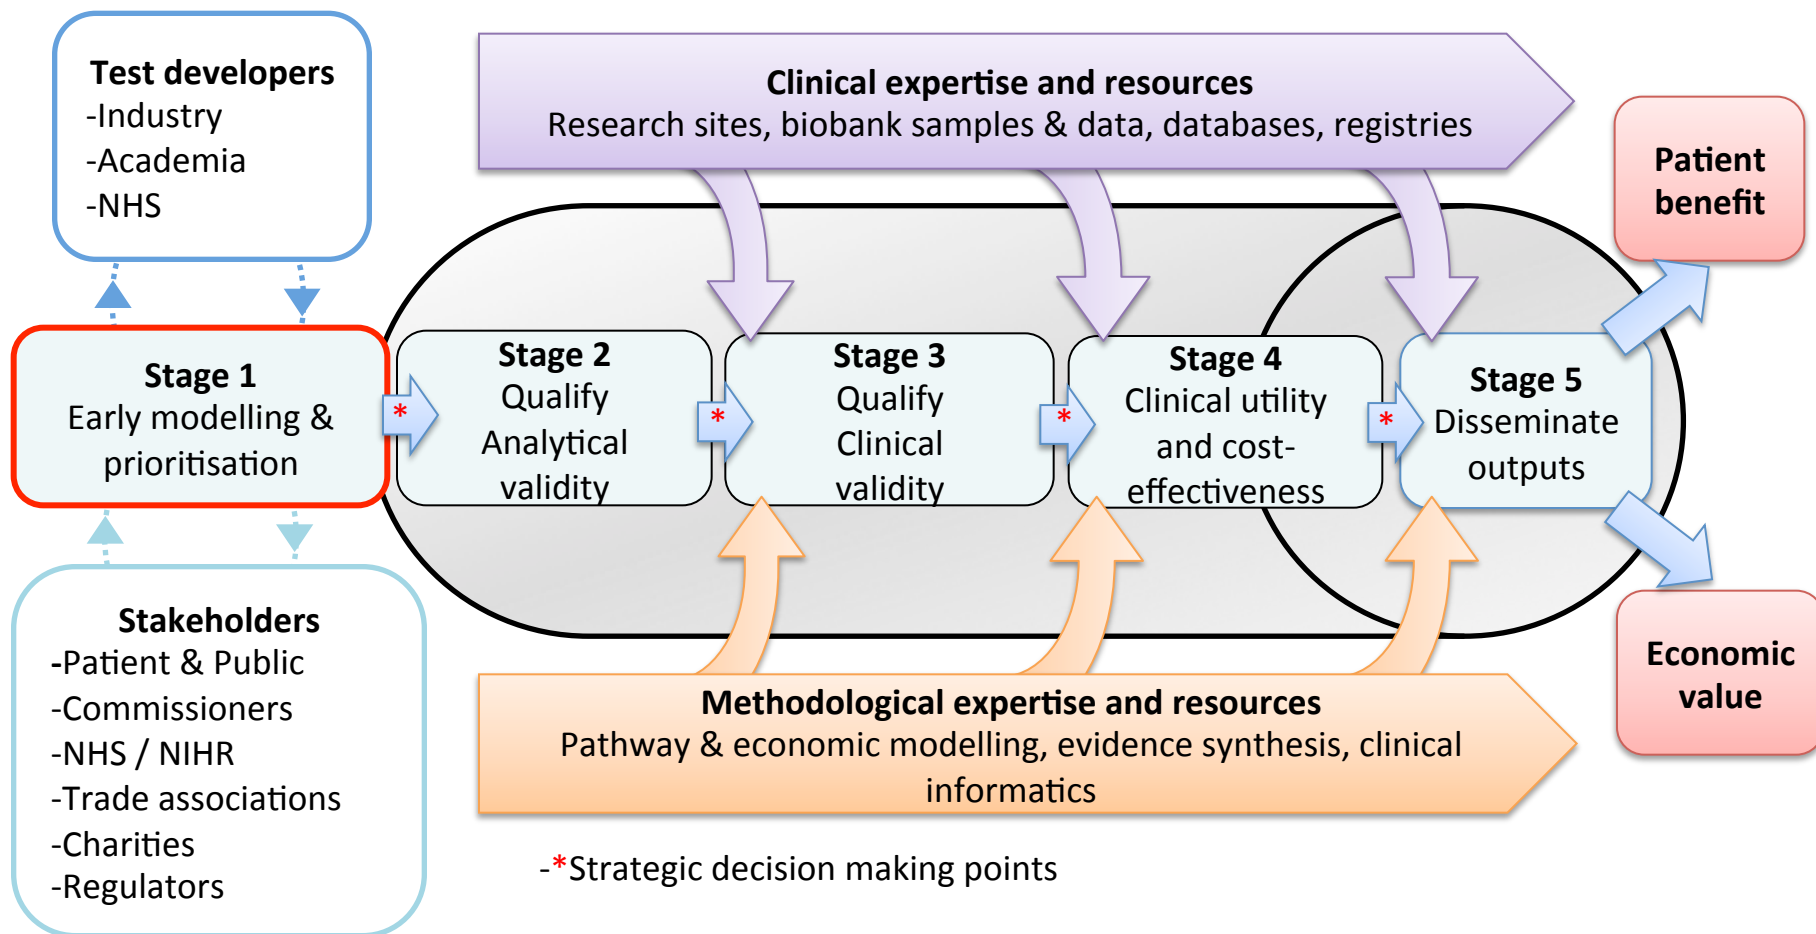 Test developers
-Industry
-Academia
-NHS
Clinical expertise and resources
Research sites, biobank samples & data, databases, registries
Patient
benefit
Stage 1
Early modelling &
prioritisation
*
Stage 2
Qualify
Analytical
validity
*
Stage 3
Qualify
Clinical
validity
*
Stage 4
Clinical utility
and cost-
effectiveness
*
Stage 5
Disseminate
outputs
Stakeholders
-Patient & Public
-Commissioners
-NHS / NIHR
-Trade associations
-Charities
-Regulators
Methodological expertise and resources
Pathway & economic modelling, evidence synthesis, clinical
informatics
Economic
value
-*Strategic decision making points